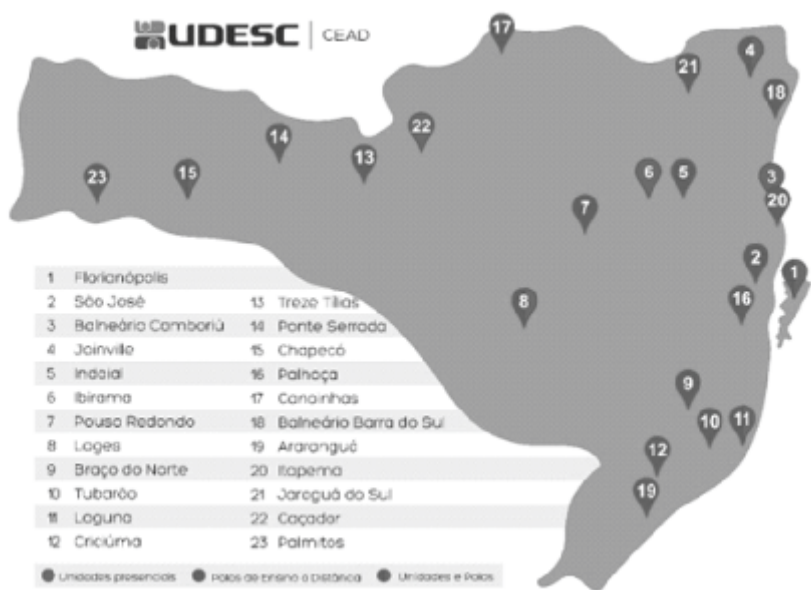 UDESC | CEAD
17
4
21
18
22
14
13
6
5
3
15
23
20
7
2
1
16
8
9
10
11
12
19
1 Florianópolis
2 São José
3 Balneário Camboriú
4 Joinville
5 Indaial
6 Ibirama
7 Pouso Redondo
8 Lages
9 Braço do Norte
10 Tubarão
11 Laguna
12 Criciúma
13 Treze Tílias
14 Ponte Serrada
15 Chapecó
16 Palhoça
17 Canoinhas
18 Balneário Barra do Sul
19 Araranguá
20 Itapema
21 Jaraguá do Sul
22 Caçador
23 Palmitos
Unidades presenciais Polos de Ensino a Distância Unidades e Polos